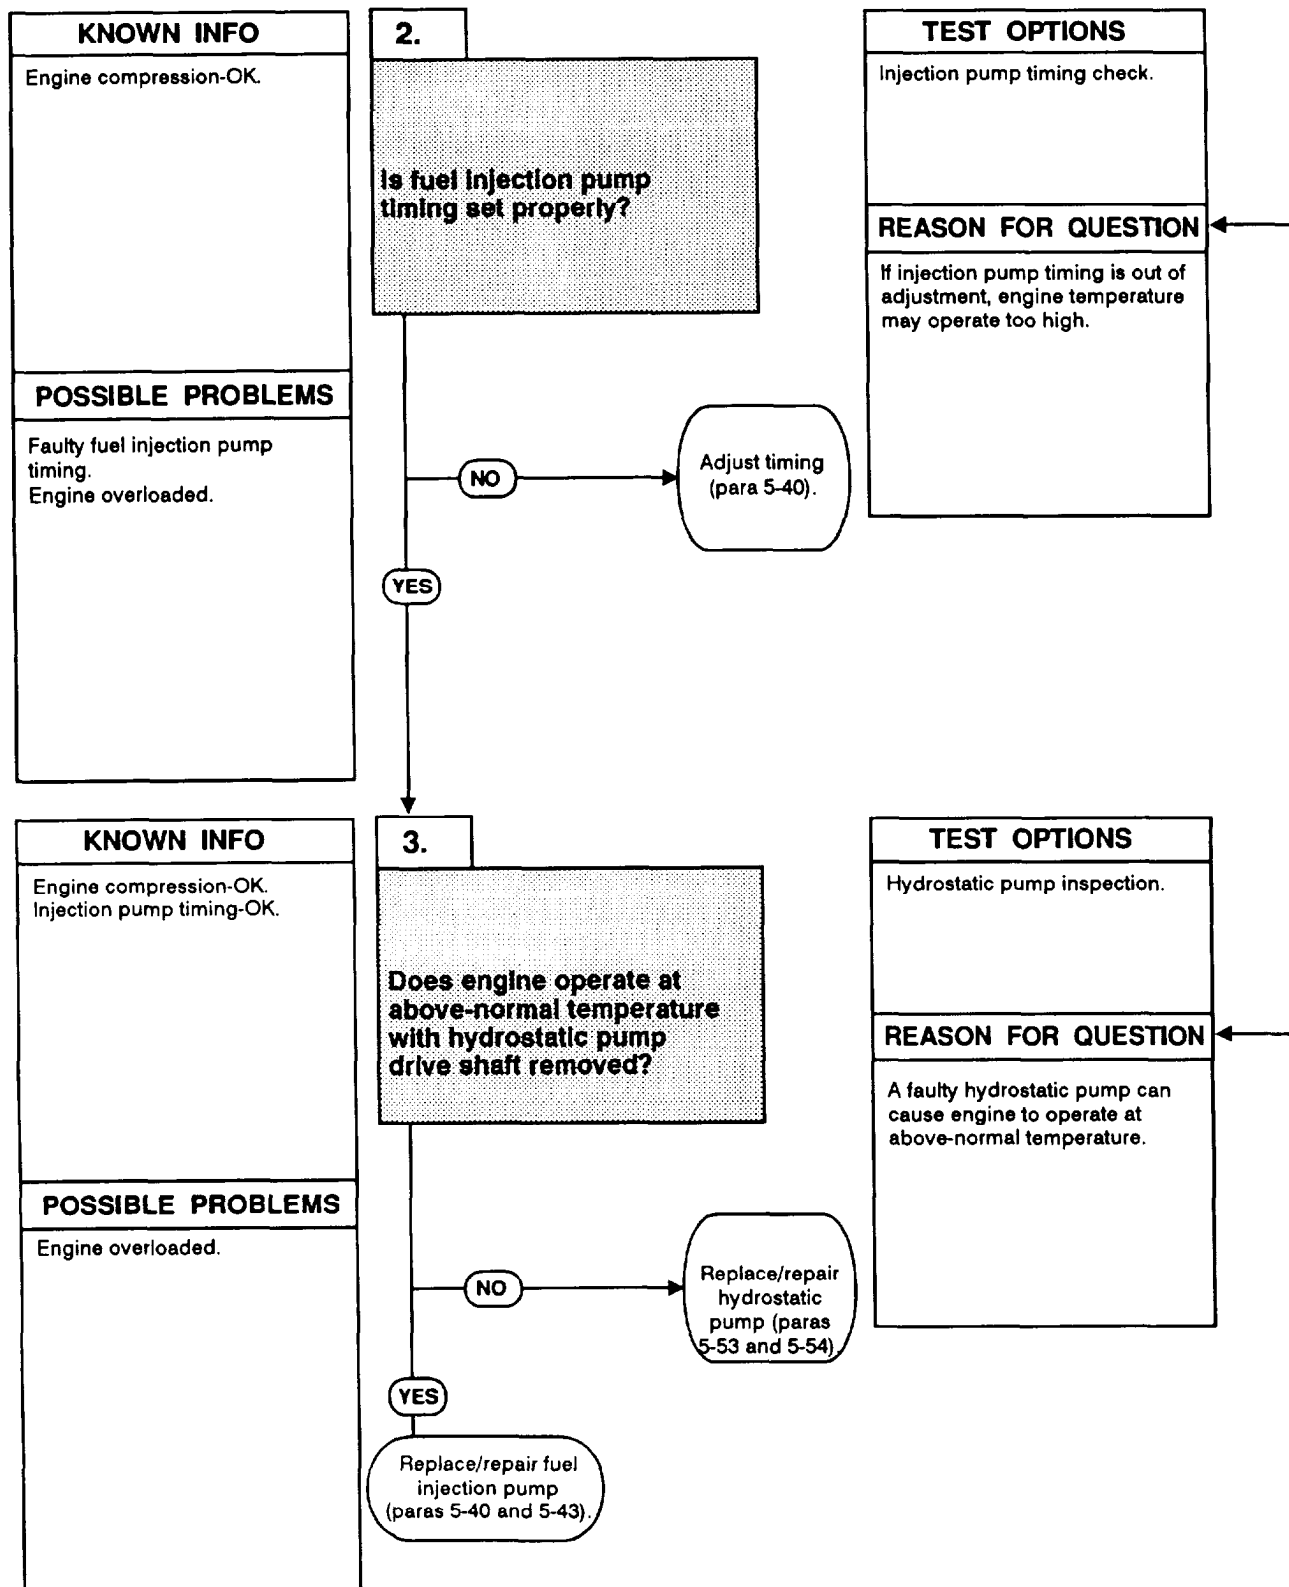 KNOWN INFO
Engine compression-OK.
POSSIBLE PROBLEMS
Faulty fuel injection pump
timing.
Engine overloaded.
2.
Is fuel injection pump
timing set properly?
NO
Adjust timing
(para 5-40).
YES
TEST OPTIONS
Injection pump timing check.
REASON FOR QUESTION
If injection pump timing is out of
adjustment, engine temperature
may operate too high.
KNOWN INFO
Engine compression-OK.
Injection pump timing-OK.
POSSIBLE PROBLEMS
Engine overloaded.
3.
Does engine operate at
above-normal temperature
with hydrostatic pump
drive shaft removed?
NO
Replace/repair
hydrostatic
pump (paras
5-53 and 5-54).
YES
Replace/repair fuel
injection pump
(paras 5-40 and 5-43).
TEST OPTIONS
Hydrostatic pump inspection.
REASON FOR QUESTION
A faulty hydrostatic pump can
cause engine to operate at
above-normal temperature.